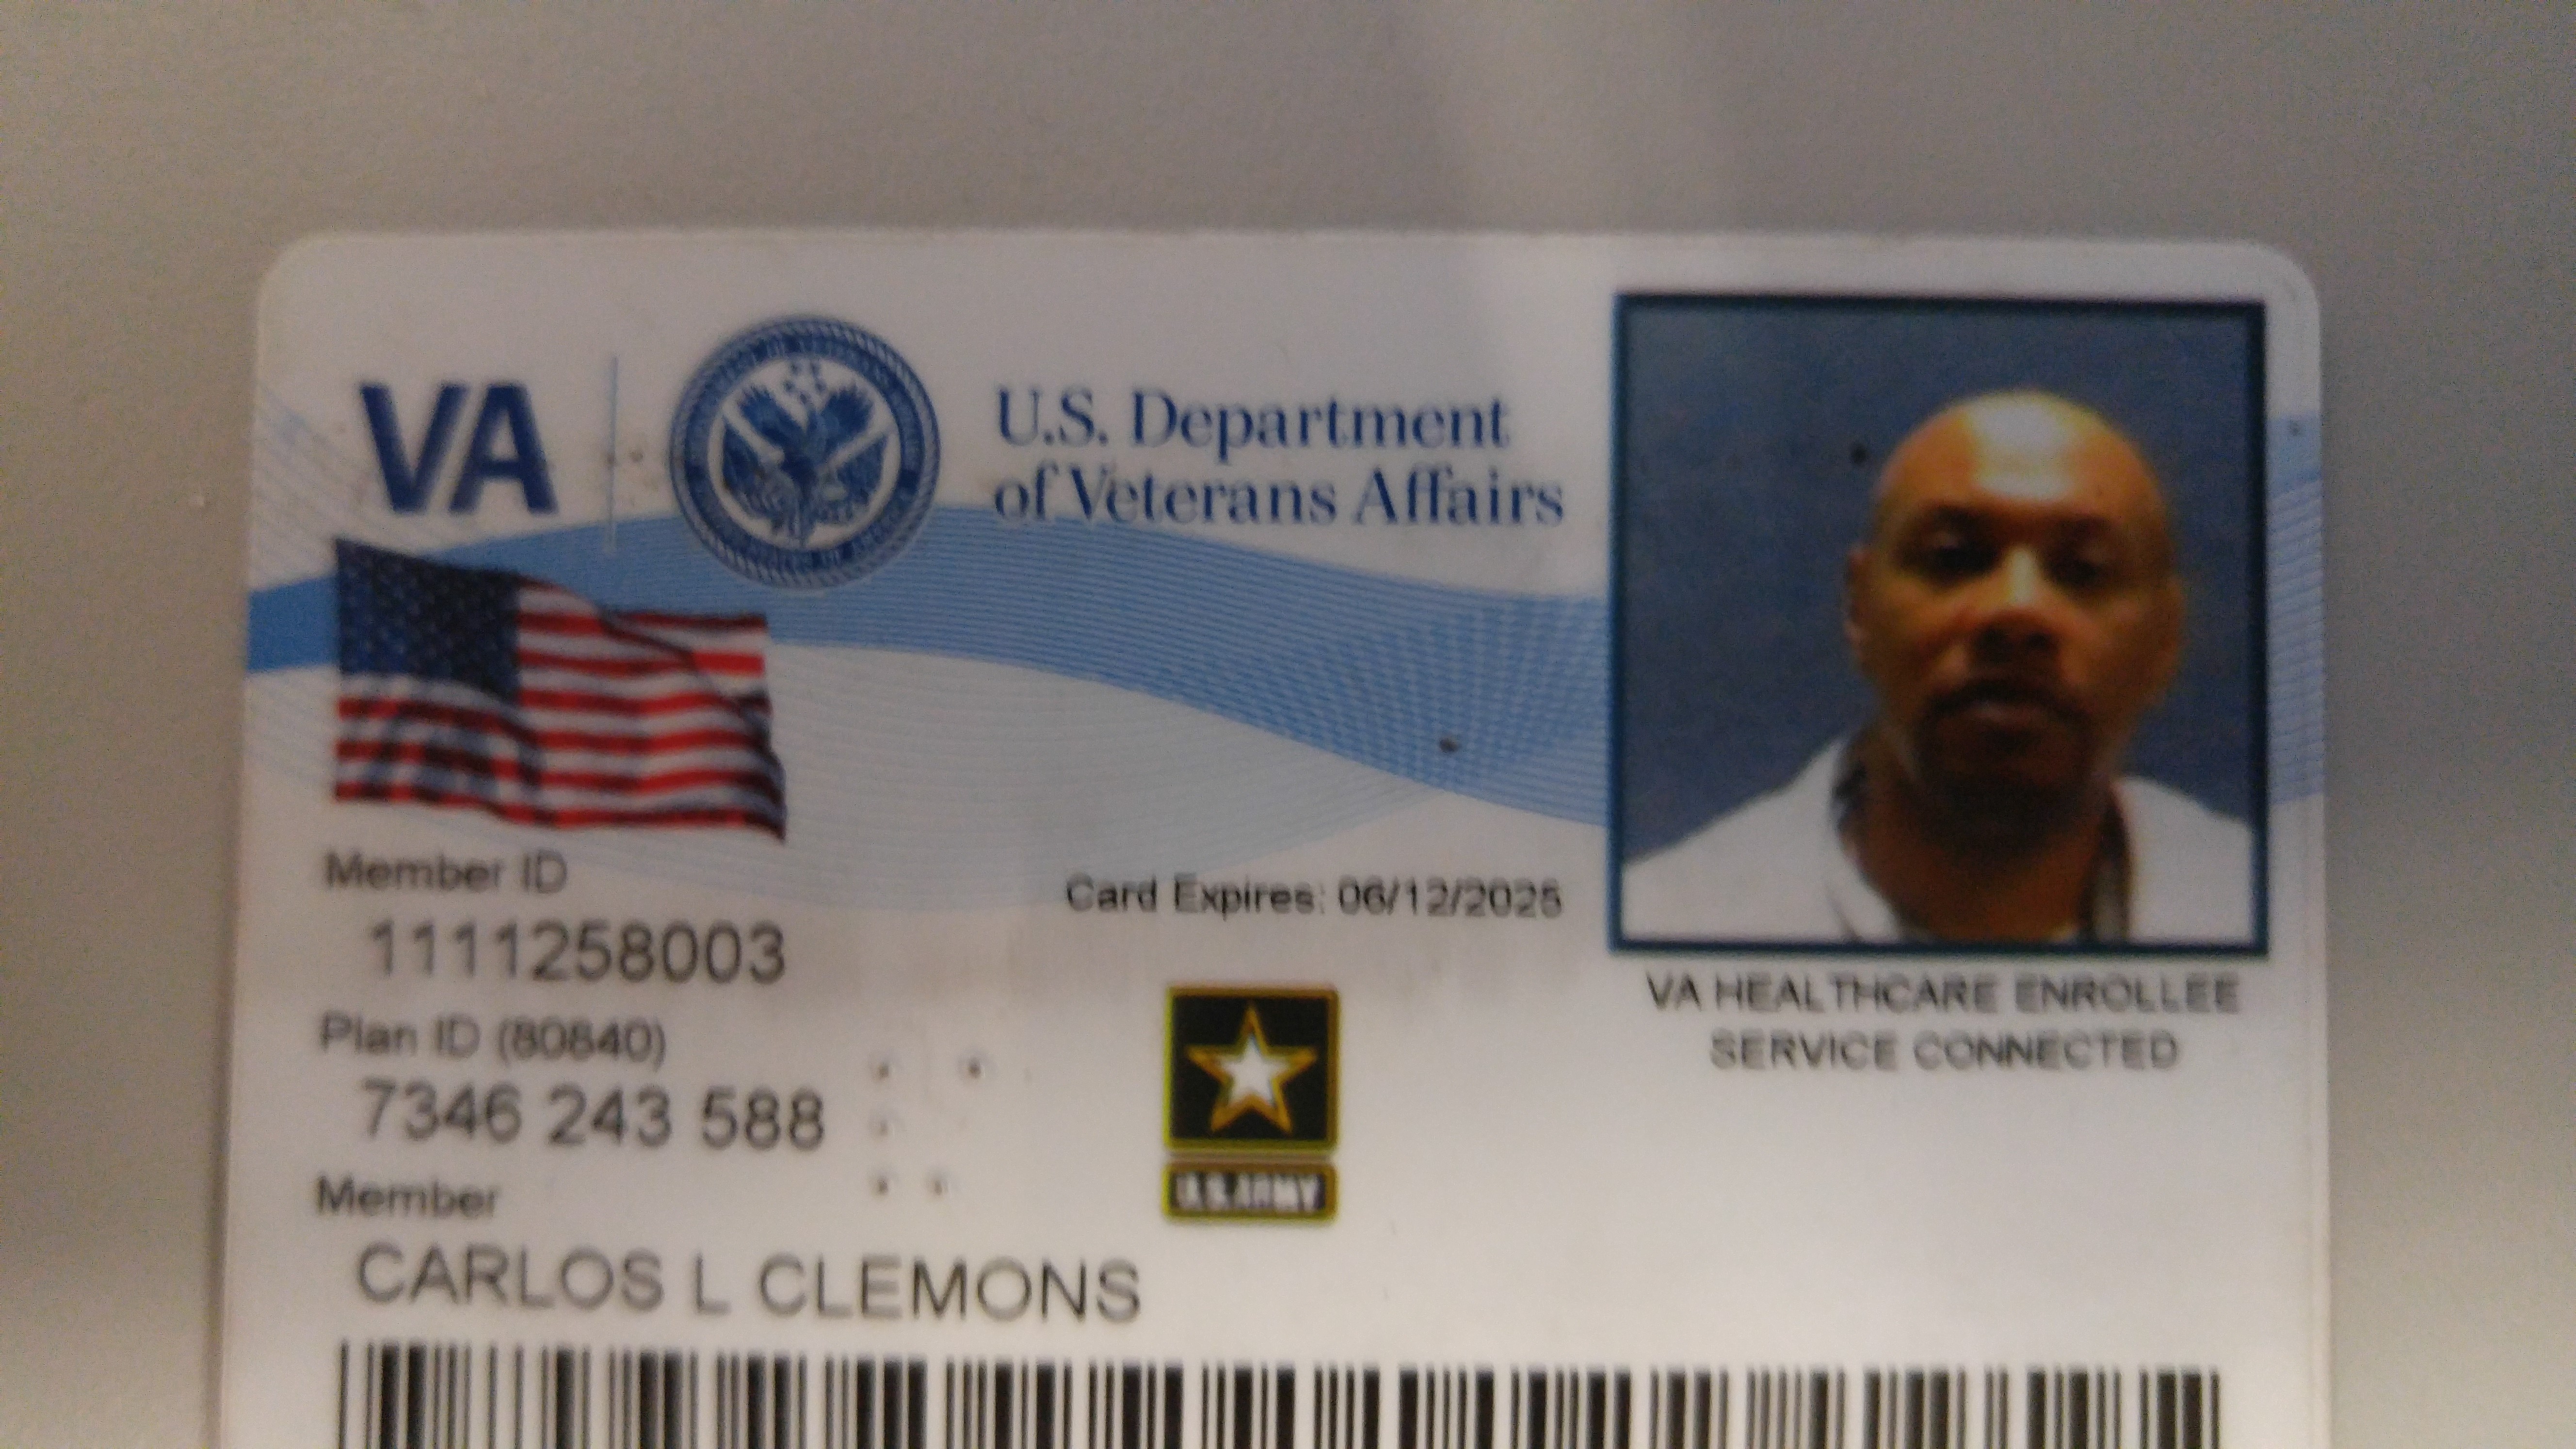 VA
U.S. Department
of Veterans Affairs
Member ID
1111258003
Card Expires: 06/12/2025
Plan ID (80840)
7346 243 588
VA HEALTHCARE ENROLLEE
SERVICE CONNECTED
U.S.ARMY
Member
CARLOS L CLEMONS